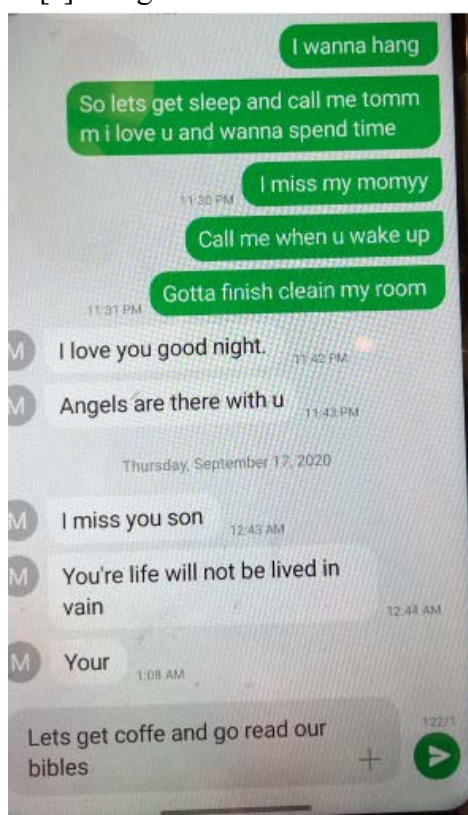 I wanna hang
So lets get sleep and call me tomm
m i love u and wanna spend time
I miss my momyy
11:30 PM
Call me when u wake up
Gotta finish cleain my room
11:31 PM
M
I love you good night.
11:42 PM
M
Angels are there with u
11:43 PM
Thursday, September 17, 2020
M
I miss you son
12:43 AM
M
You're life will not be lived in
vain
12:44 AM
M
Your
1:08 AM
Lets get coffe and go read our
bibles
+
122/1